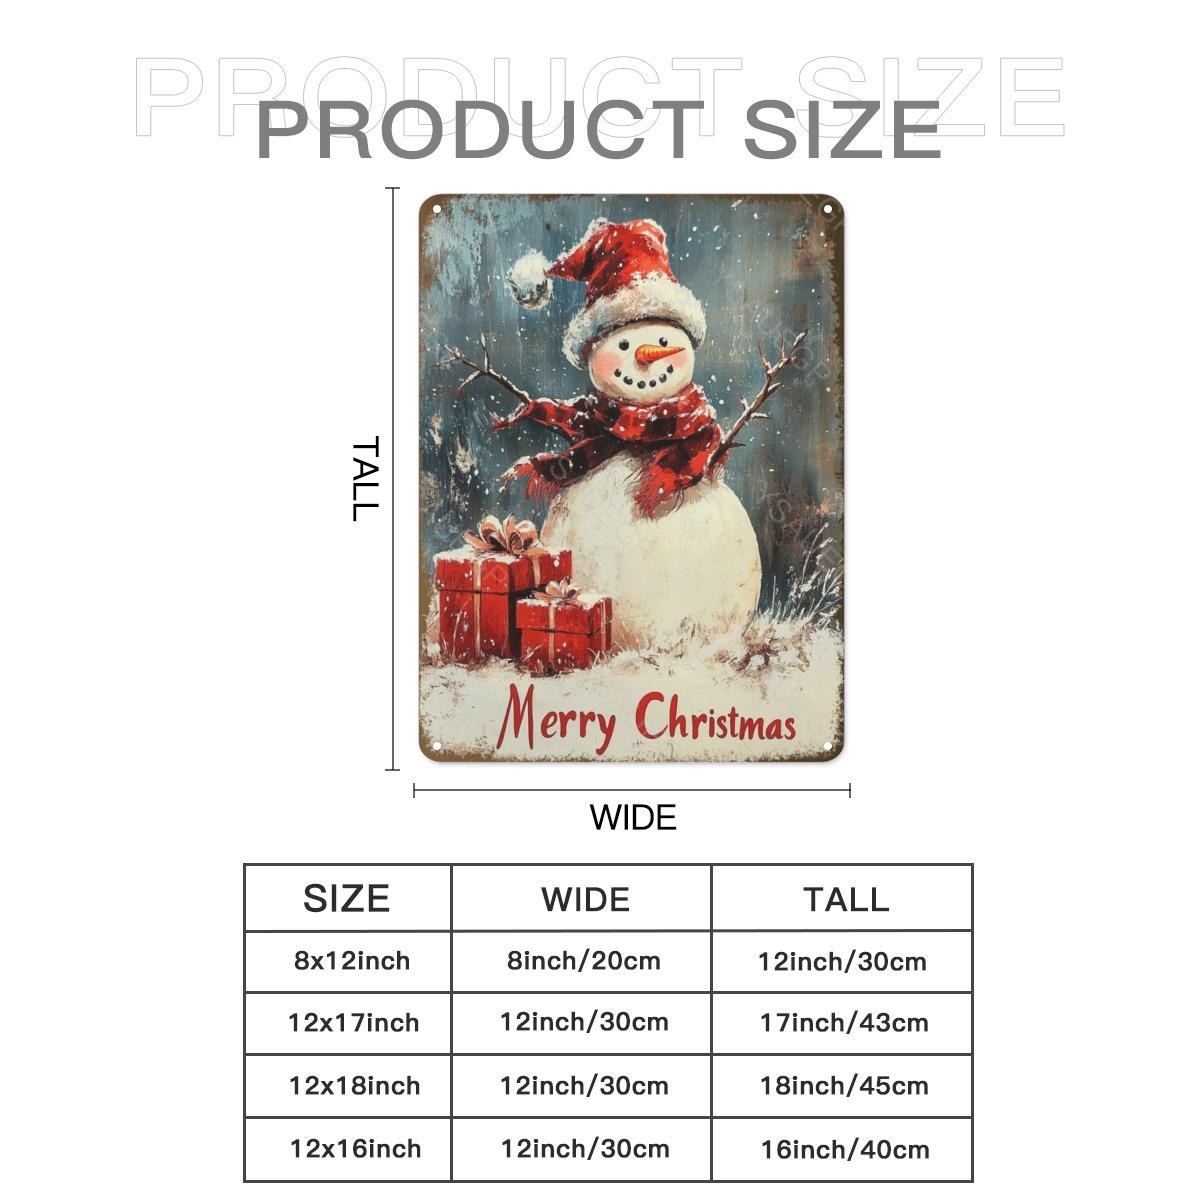 PRODUCT SIZE
PRODUCT SIZE
TALL
Merry Christmas
WIDE
SIZE WIDE TALL
8x12inch 8inch/20cm 12inch/30cm
12x17inch 12inch/30cm 17inch/43cm
12x18inch 12inch/30cm 18inch/45cm
12x16inch 12inch/30cm 16inch/40cm